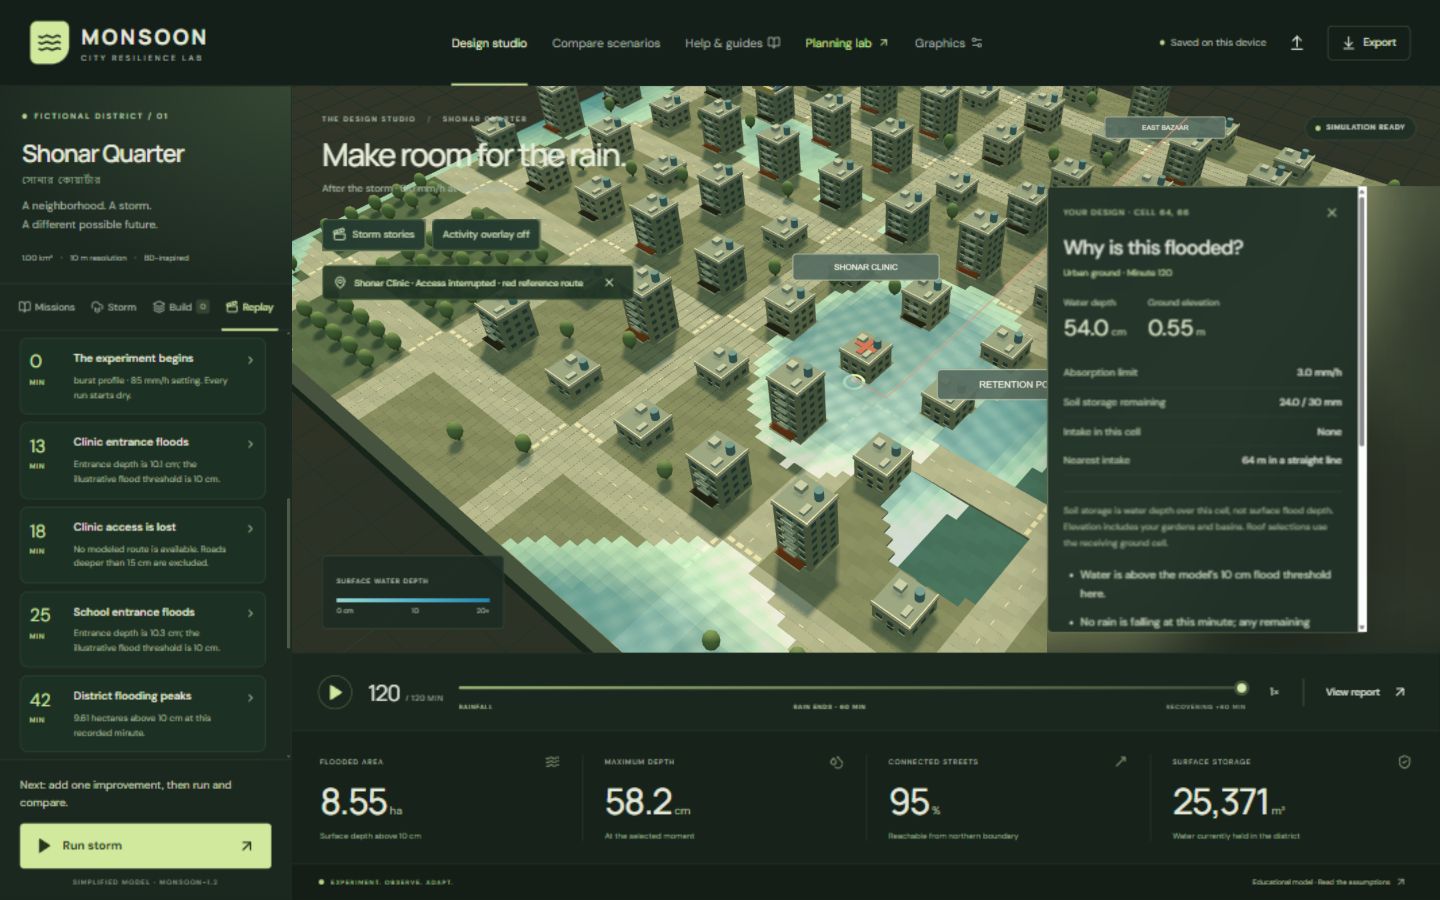 MONSOON
CITY RESILIENCE LAB
Design studio
Compare scenarios
Help & guides
Planning lab
Graphics
Saved on this device
Export
FICTIONAL DISTRICT / 01
Shonar Quarter
সোনার কোয়ার্টার
A neighborhood. A storm.
A different possible future.
1.00 km² · 10 m resolution · BD-inspired
Missions
Storm
Build 0
Replay
0 MIN
The experiment begins
burst profile · 85 mm/h setting. Every
run starts dry.
13 MIN
Clinic entrance floods
Entrance depth is 10.1 cm; the
illustrative flood threshold is 10 cm.
18 MIN
Clinic access is lost
No modeled route is available. Roads
deeper than 15 cm are excluded.
25 MIN
School entrance floods
Entrance depth is 10.3 cm; the
illustrative flood threshold is 10 cm.
42 MIN
District flooding peaks
9.61 hectares above 10 cm at this
recorded minute.
Next: add one improvement, then run and
compare.
Run storm
SIMPLIFIED MODEL · MONSOON-1.3
THE DESIGN STUDIO / SHONAR QUARTER
Make room for the rain.
After the storm
mm/h at
Storm stories
Activity overlay off
Shonar Clinic · Access interrupted · red reference route
EAST BAZAAR
SIMULATION READY
SHONAR CLINIC
RETENTION PO
SURFACE WATER DEPTH
0 cm
10
20+
YOUR DESIGN · CELL 64, 66
Why is this flooded?
Urban ground · Minute 120
Water depth
Ground elevation
54.0 cm
0.55 m
Absorption limit
3.0 mm/h
Soil storage remaining
24.0 / 30 mm
Intake in this cell
None
Nearest intake
64 m in a straight line
Soil storage is water depth over this cell, not surface flood depth.
Elevation includes your gardens and basins. Roof selections use
the receiving ground cell.
• Water is above the model's 10 cm flood threshold
here.
• No rain is falling at this minute; any remaining
120 / 120 MIN
RAINFALL
RAIN ENDS · 60 MIN
RECOVERING +60 MIN
1×
View report
FLOODED AREA
8.55 ha
Surface depth above 10 cm
MAXIMUM DEPTH
58.2 cm
At the selected moment
CONNECTED STREETS
95 %
Reachable from northern boundary
SURFACE STORAGE
25,371 m³
Water currently held in the district
EXPERIMENT. OBSERVE. ADAPT.
Educational model · Read the assumptions